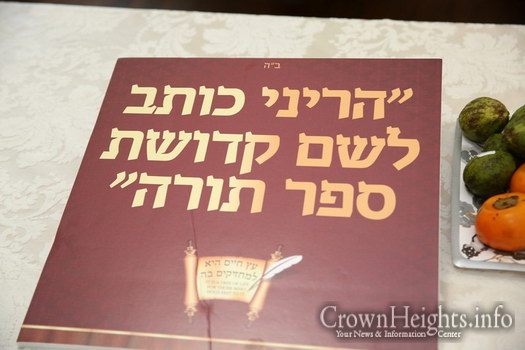 ב"ה
"הריני כותב
לשם קדושת
ספר תורה"
עץ חיים היא
למחזיקים בה
CrownHeights.info
Your News & Information Center